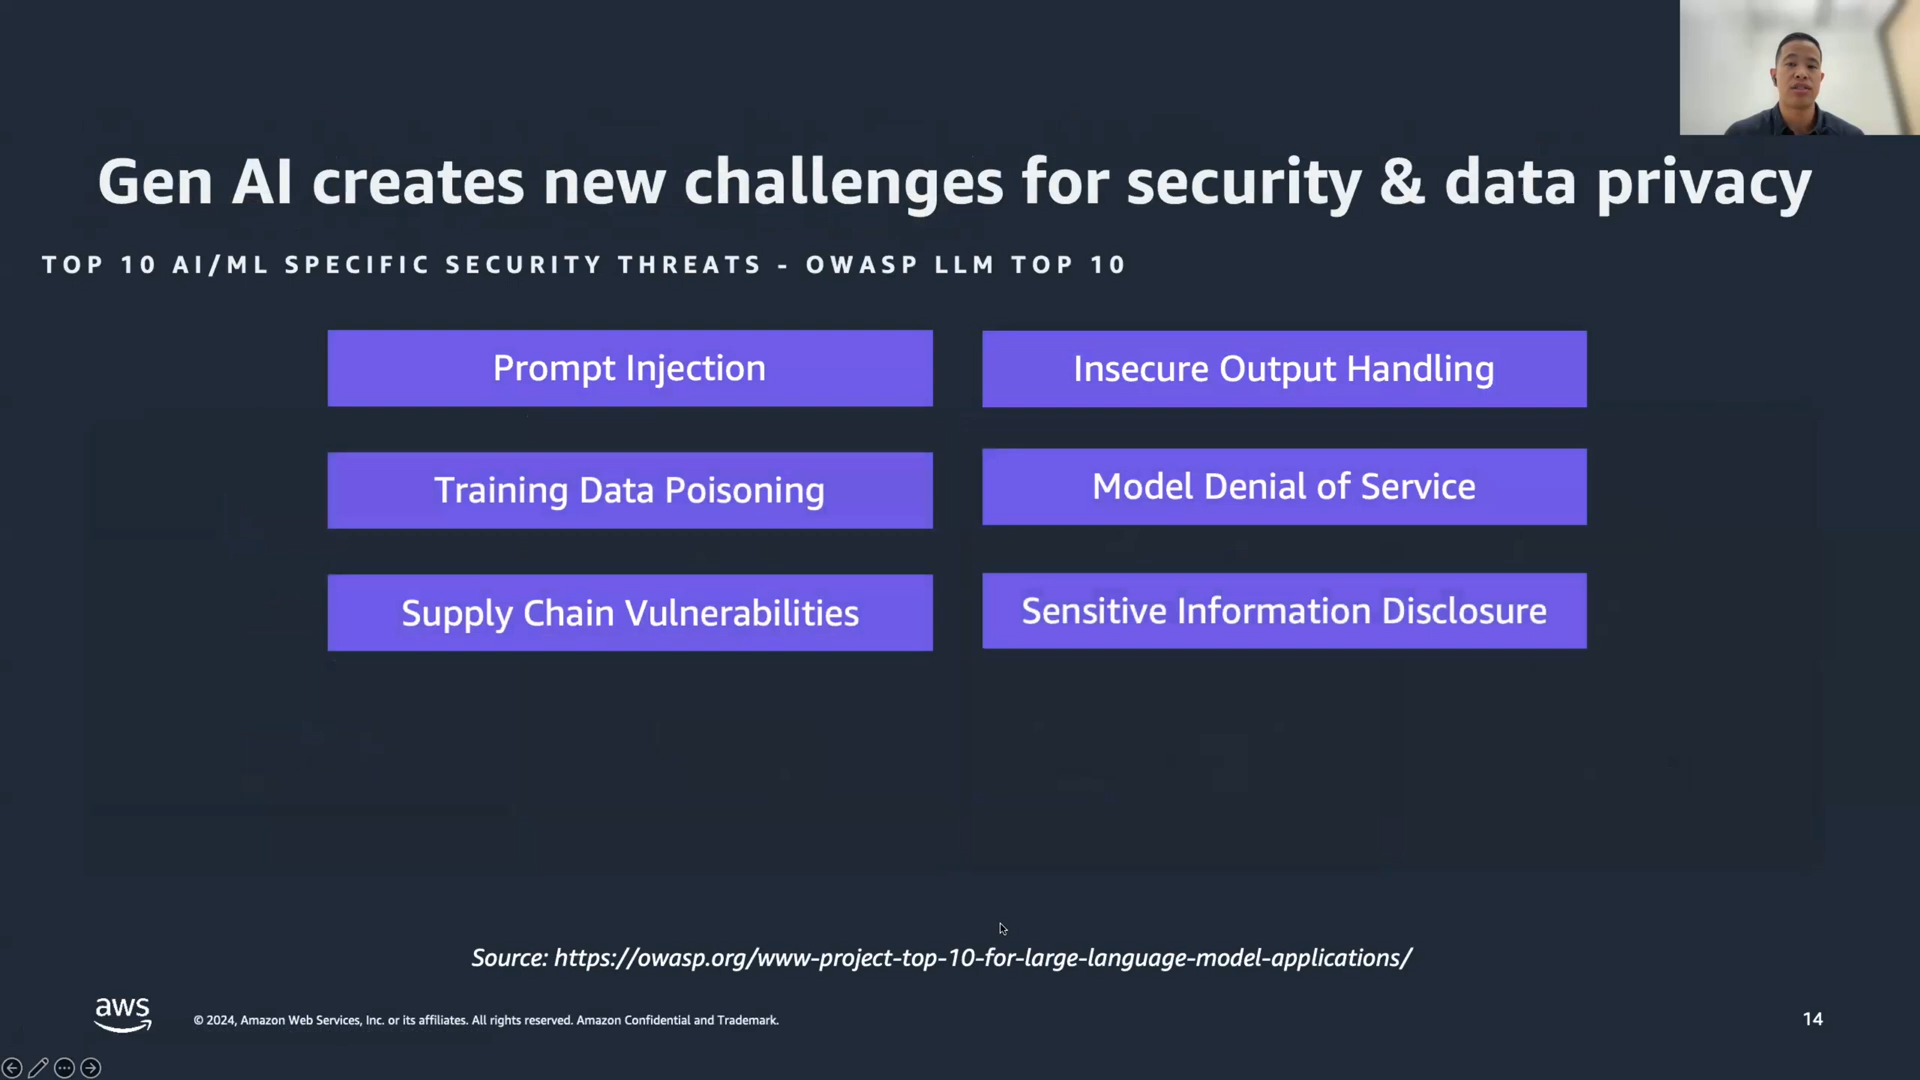 Gen AI creates new challenges for security & data privacy
TOP 10 AI/ML SPECIFIC SECURITY THREATS - OWASP LLM TOP 10
Prompt Injection
Insecure Output Handling
Training Data Poisoning
Model Denial of Service
Supply Chain Vulnerabilities
Sensitive Information Disclosure
Source: https://owasp.org/www-project-top-10-for-large-language-model-applications/
aws
© 2024, Amazon Web Services, Inc. or its affiliates. All rights reserved. Amazon Confidential and Trademark.
14